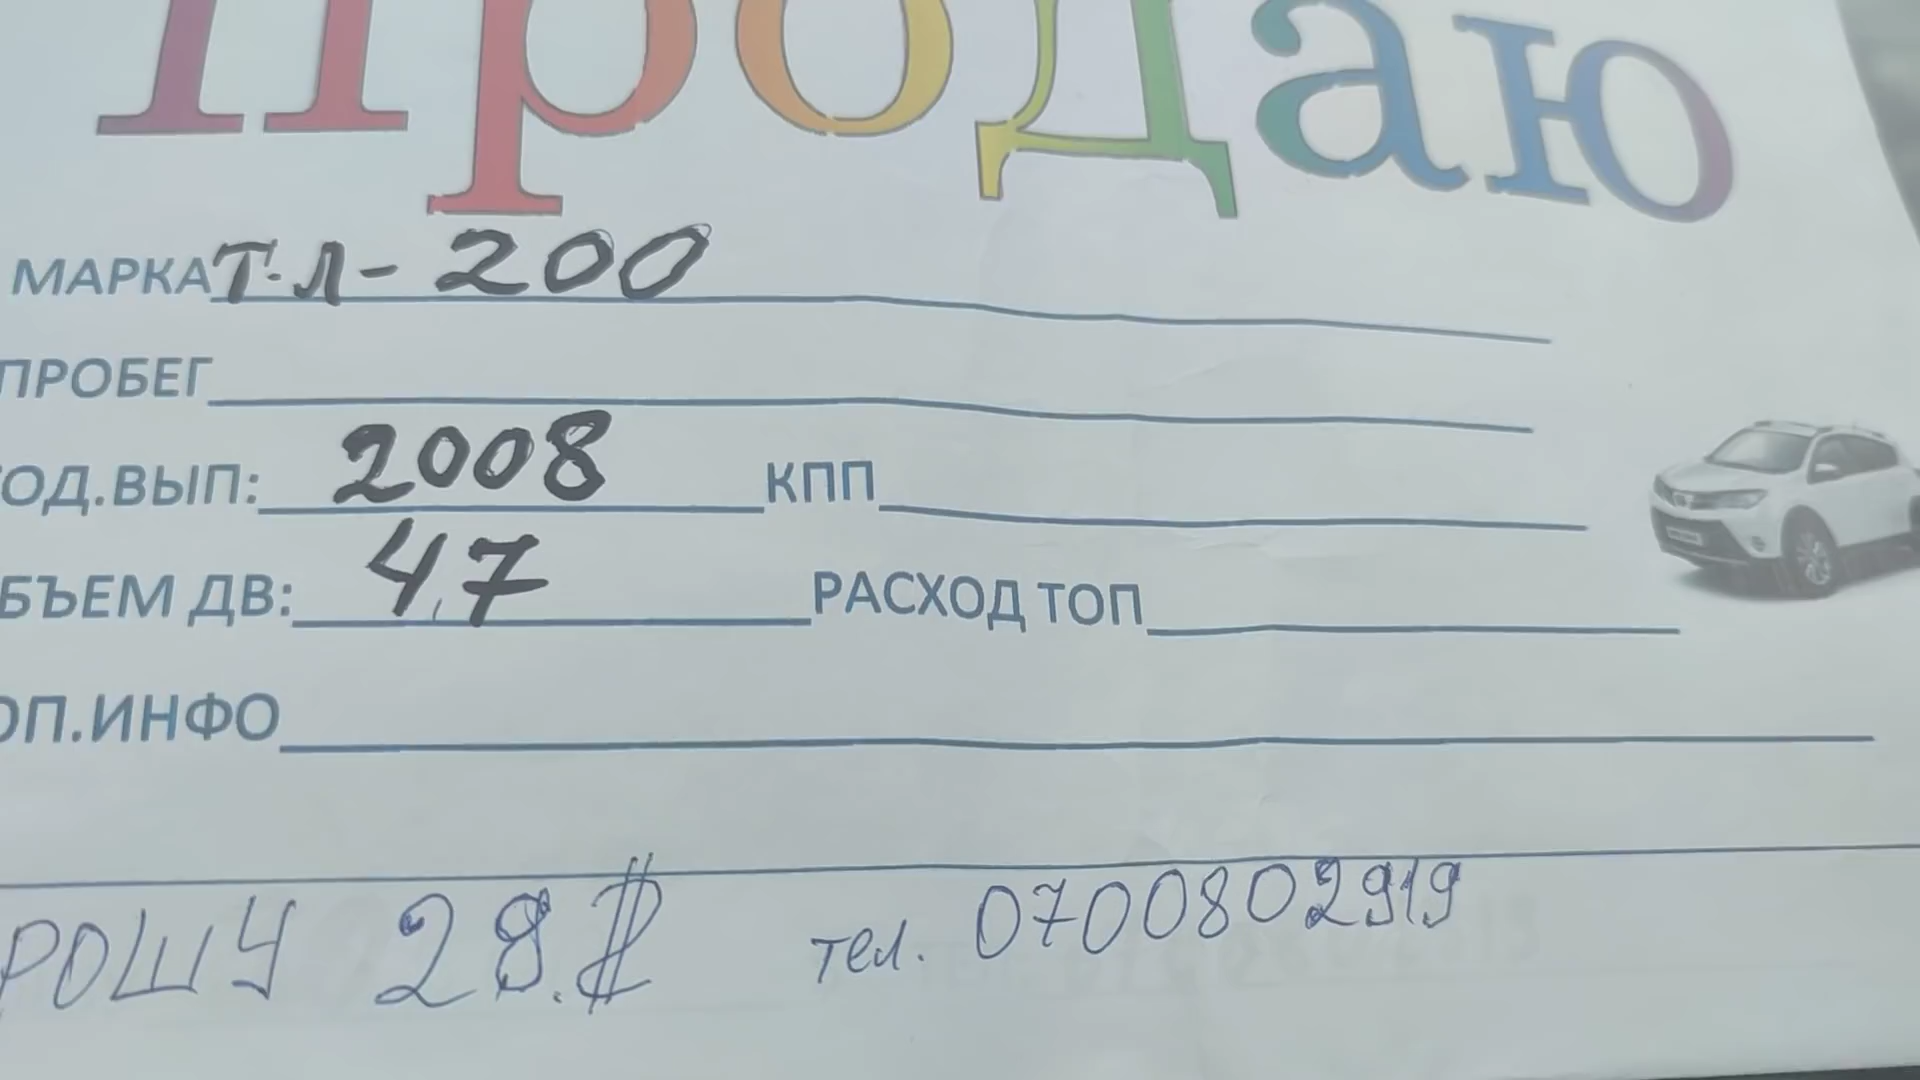 Продаю
МАРКА Т.Л-200
ПРОБЕГ
ОД.ВЫП: 2008 КПП
БЪЕМ ДВ: 4,7 РАСХОД ТОП
ОП.ИНФО
РОШУ 28.$ тел. 0700802919